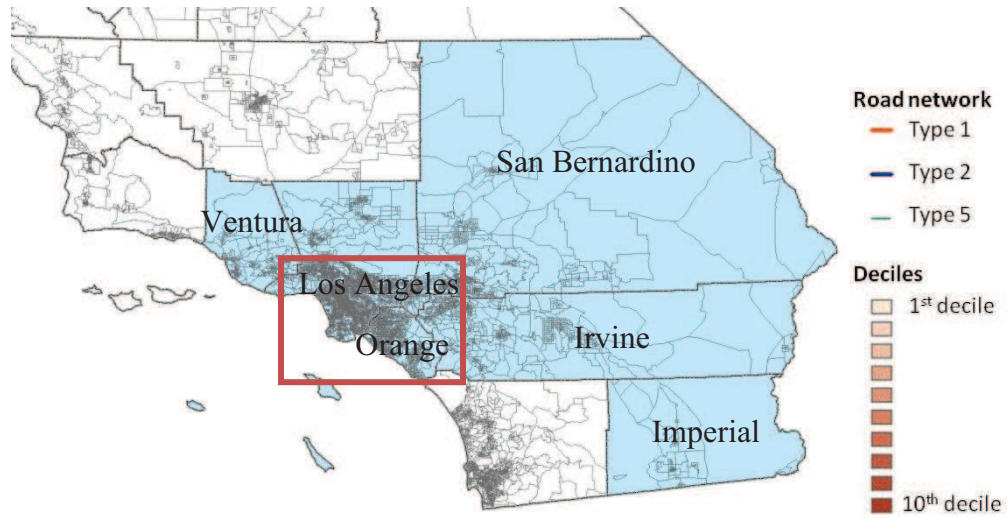 San Bernardino
Ventura
Los Angeles
Orange
Irvine
Imperial
Road network
Type 1
Type 2
Type 5
Deciles
1st decile
10th decile